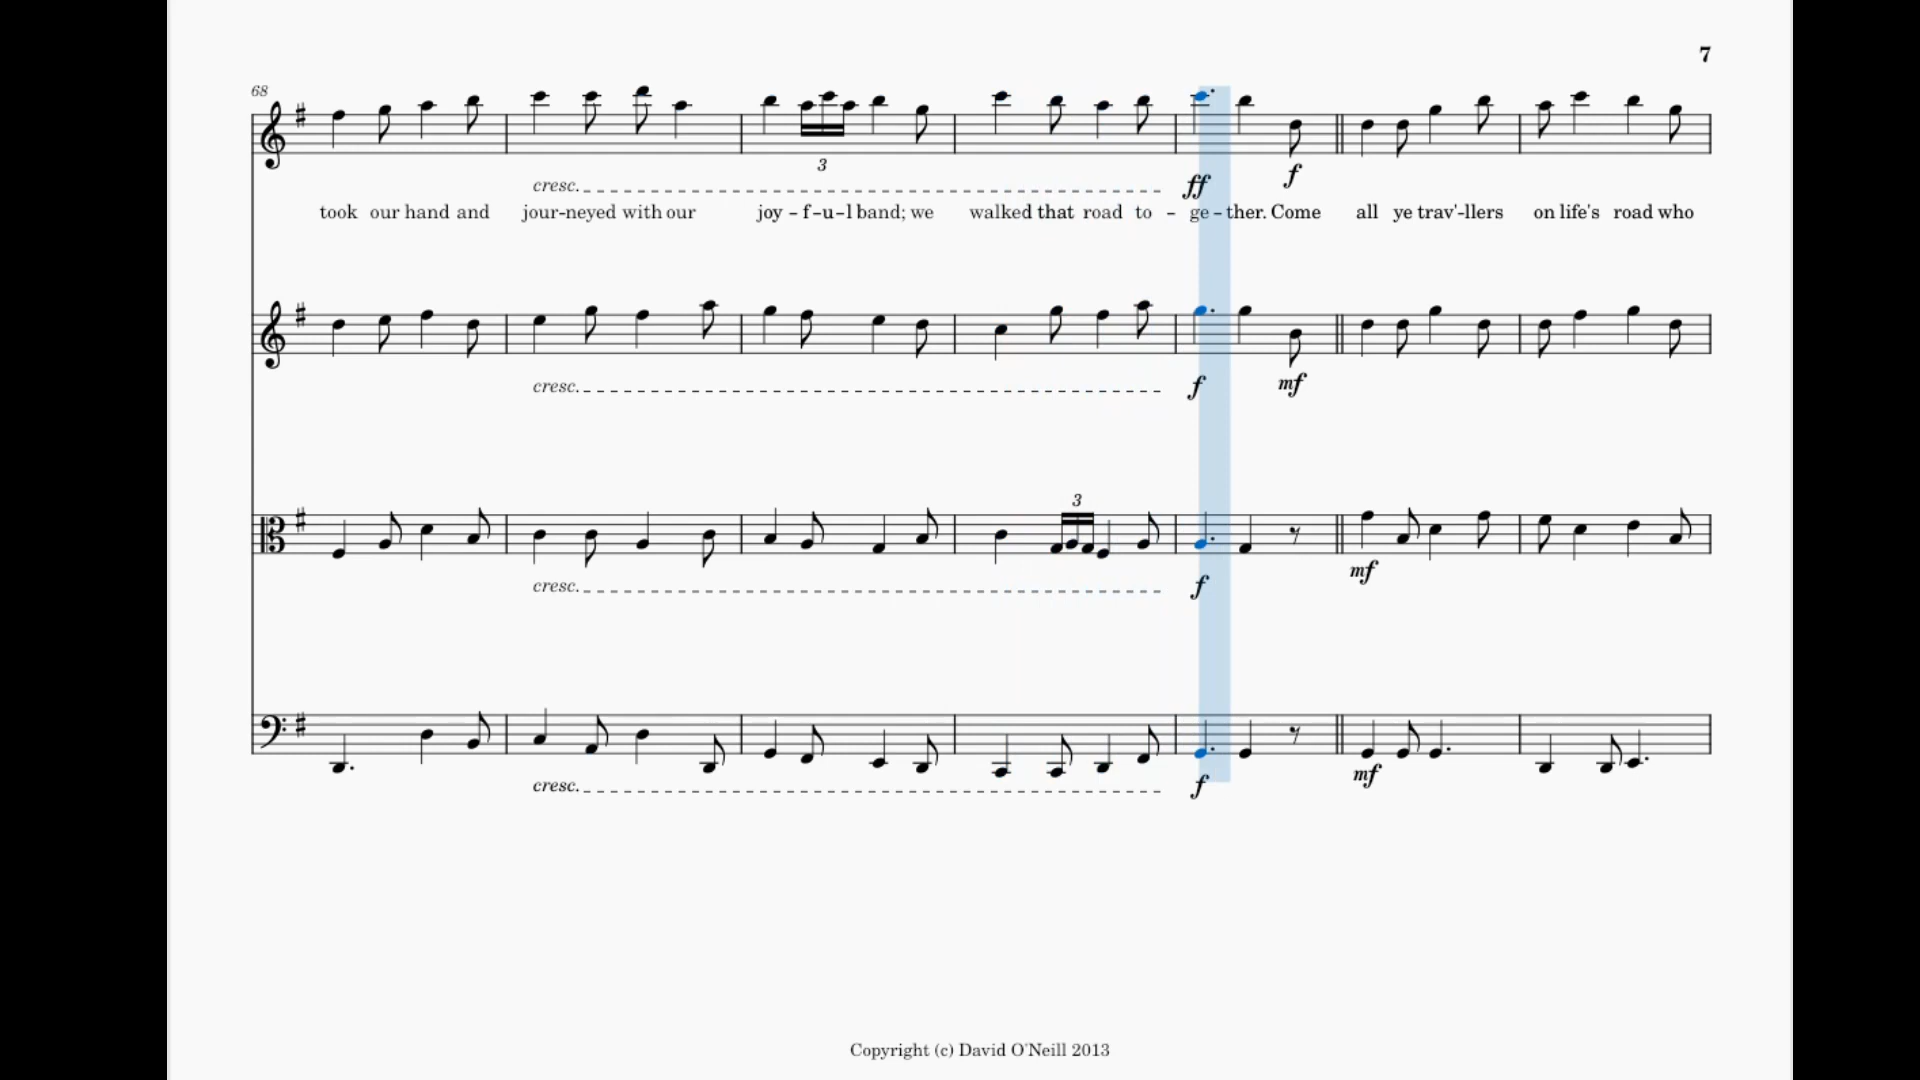 7
68
3
cresc.
ff
f
took our hand and jour-neyed with our joy-f-u-l band; we walked that road to-ge-ther. Come all ye trav'-llers on life's road who
cresc.
f
mf
3
cresc.
f
mf
cresc.
f
mf
Copyright (c) David O'Neill 2013